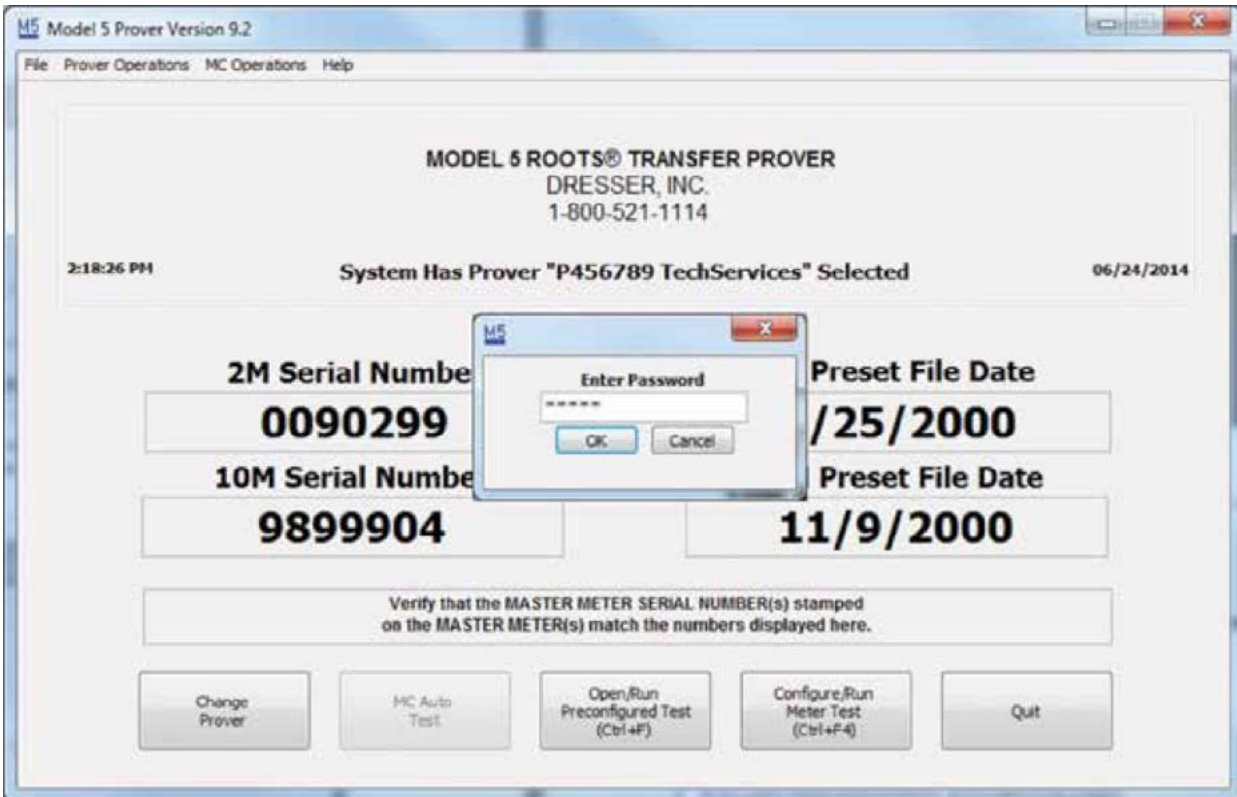 M5 Model 5 Prover Version 9.2
File Prover Operations MC Operations Help
MODEL 5 ROOTS® TRANSFER PROVER
DRESSER, INC.
1-800-521-1114
2:18:26 PM
System Has Prover "P456789 TechServices" Selected
06/24/2014
M5
Enter Password
*****
OK Cancel
2M Serial Numbe
Preset File Date
0090299
/25/2000
10M Serial Numbe
Preset File Date
9899904
11/9/2000
Verify that the MASTER METER SERIAL NUMBER(s) stamped
on the MASTER METER(s) match the numbers displayed here.
Change
Prover
MC Auto
Test
Open/Run
Preconfigured Test
(Ctrl+F)
Configure/Run
Meter Test
(Ctrl+F4)
Quit